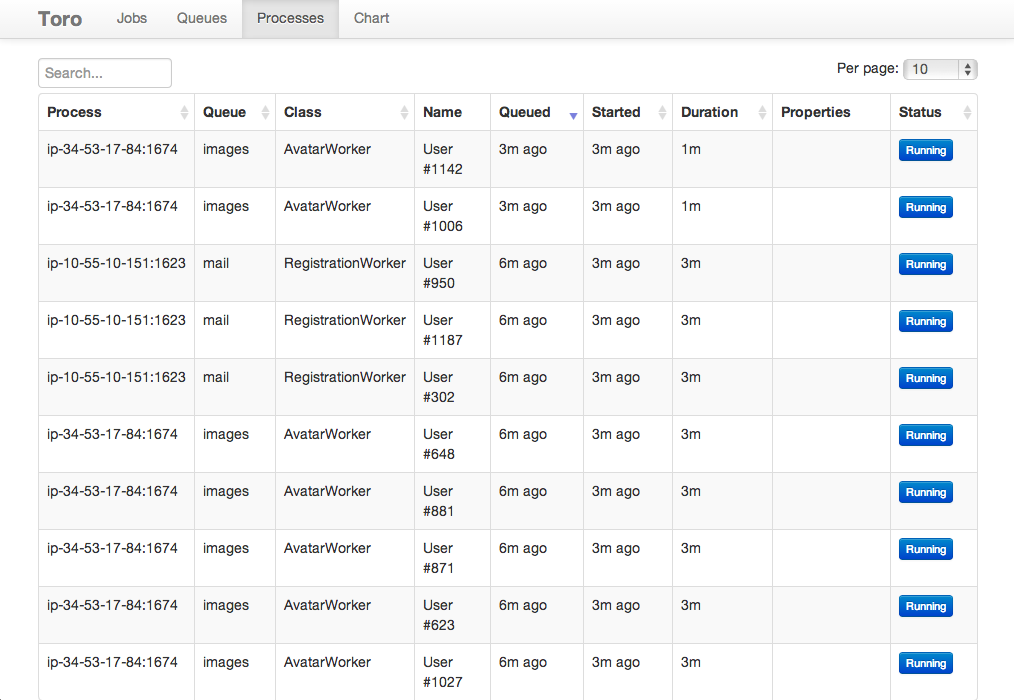 Toro Jobs Queues Processes Chart
Search... Per page: 10
Process Queue Class Name Queued Started Duration Properties Status
ip-34-53-17-84:1674 images AvatarWorker User 3m ago 3m ago 1m Running
#1142
ip-34-53-17-84:1674 images AvatarWorker User 3m ago 3m ago 1m Running
#1006
ip-10-55-10-151:1623 mail RegistrationWorker User 6m ago 3m ago 3m Running
#950
ip-10-55-10-151:1623 mail RegistrationWorker User 6m ago 3m ago 3m Running
#1187
ip-10-55-10-151:1623 mail RegistrationWorker User 6m ago 3m ago 3m Running
#302
ip-34-53-17-84:1674 images AvatarWorker User 6m ago 3m ago 3m Running
#648
ip-34-53-17-84:1674 images AvatarWorker User 6m ago 3m ago 3m Running
#881
ip-34-53-17-84:1674 images AvatarWorker User 6m ago 3m ago 3m Running
#871
ip-34-53-17-84:1674 images AvatarWorker User 6m ago 3m ago 3m Running
#623
ip-34-53-17-84:1674 images AvatarWorker User 6m ago 3m ago 3m Running
#1027